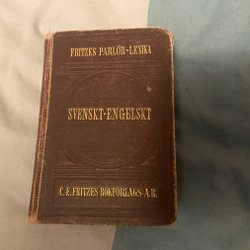 FRITZES PARLÖR-LEXIKA
SVENSKT-ENGELSKT
C. E. FRITZES BOKFÖRLAGS-A.B.